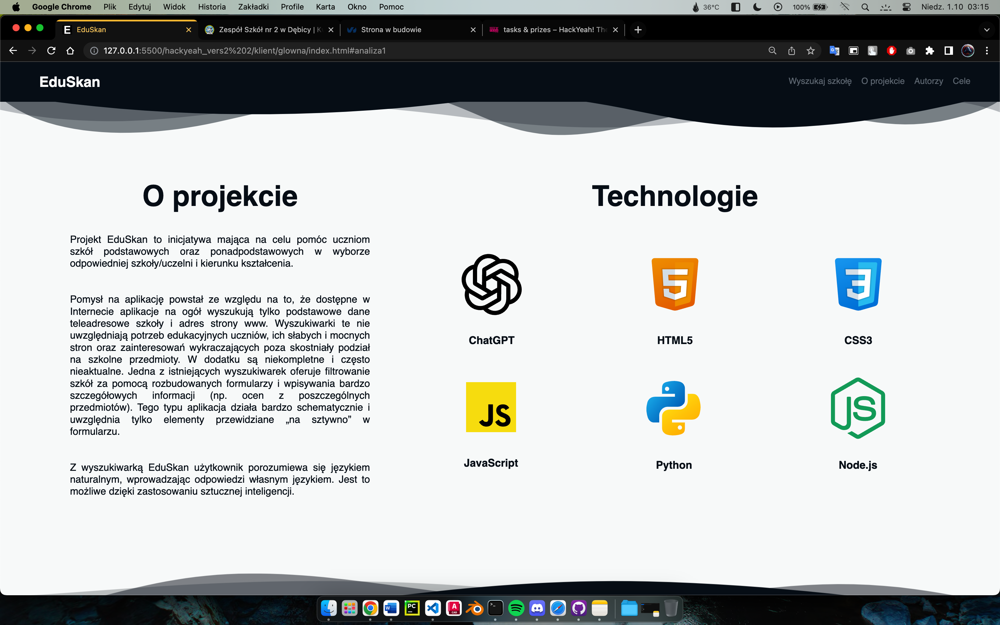 Google Chrome Plik Edytuj Widok Historia Zakładki Profile Karta Okno Pomoc 36°C 100% Niedz. 1.10 03:15
E EduSkan Zespół Szkół nr 2 w Dębicy | Strona w budowie tasks & prizes – HackYeah! The
127.0.0.1:5500/hackyeah_vers2%202/klient/glowna/index.html#analiza1
EduSkan Wyszukaj szkołę O projekcie Autorzy Cele
O projekcie
Projekt EduSkan to inicjatywa mająca na celu pomóc uczniom
szkół podstawowych oraz ponadpodstawowych w wyborze
odpowiedniej szkoły/uczelni i kierunku kształcenia.
Pomysł na aplikację powstał ze względu na to, że dostępne w
Internecie aplikacje na ogół wyszukują tylko podstawowe dane
teleadresowe szkoły i adres strony www. Wyszukiwarki te nie
uwzględniają potrzeb edukacyjnych uczniów, ich słabych i mocnych
stron oraz zainteresowań wykraczających poza skostniały podział
na szkolne przedmioty. W dodatku są niekompletne i często
nieaktualne. Jedna z istniejących wyszukiwarek oferuje filtrowanie
szkół za pomocą rozbudowanych formularzy i wpisywania bardzo
szczegółowych informacji (np. ocen z poszczególnych
przedmiotów). Tego typu aplikacja działa bardzo schematycznie i
uwzględnia tylko elementy przewidziane „na sztywno” w
formularzu.
Z wyszukiwarką EduSkan użytkownik porozumiewa się językiem
naturalnym, wprowadzając odpowiedzi własnym językiem. Jest to
możliwe dzięki zastosowaniu sztucznej inteligencji.
Technologie
5 3
ChatGPT HTML5 CSS3
JS JS
JavaScript Python Node.js
W PC A CAD